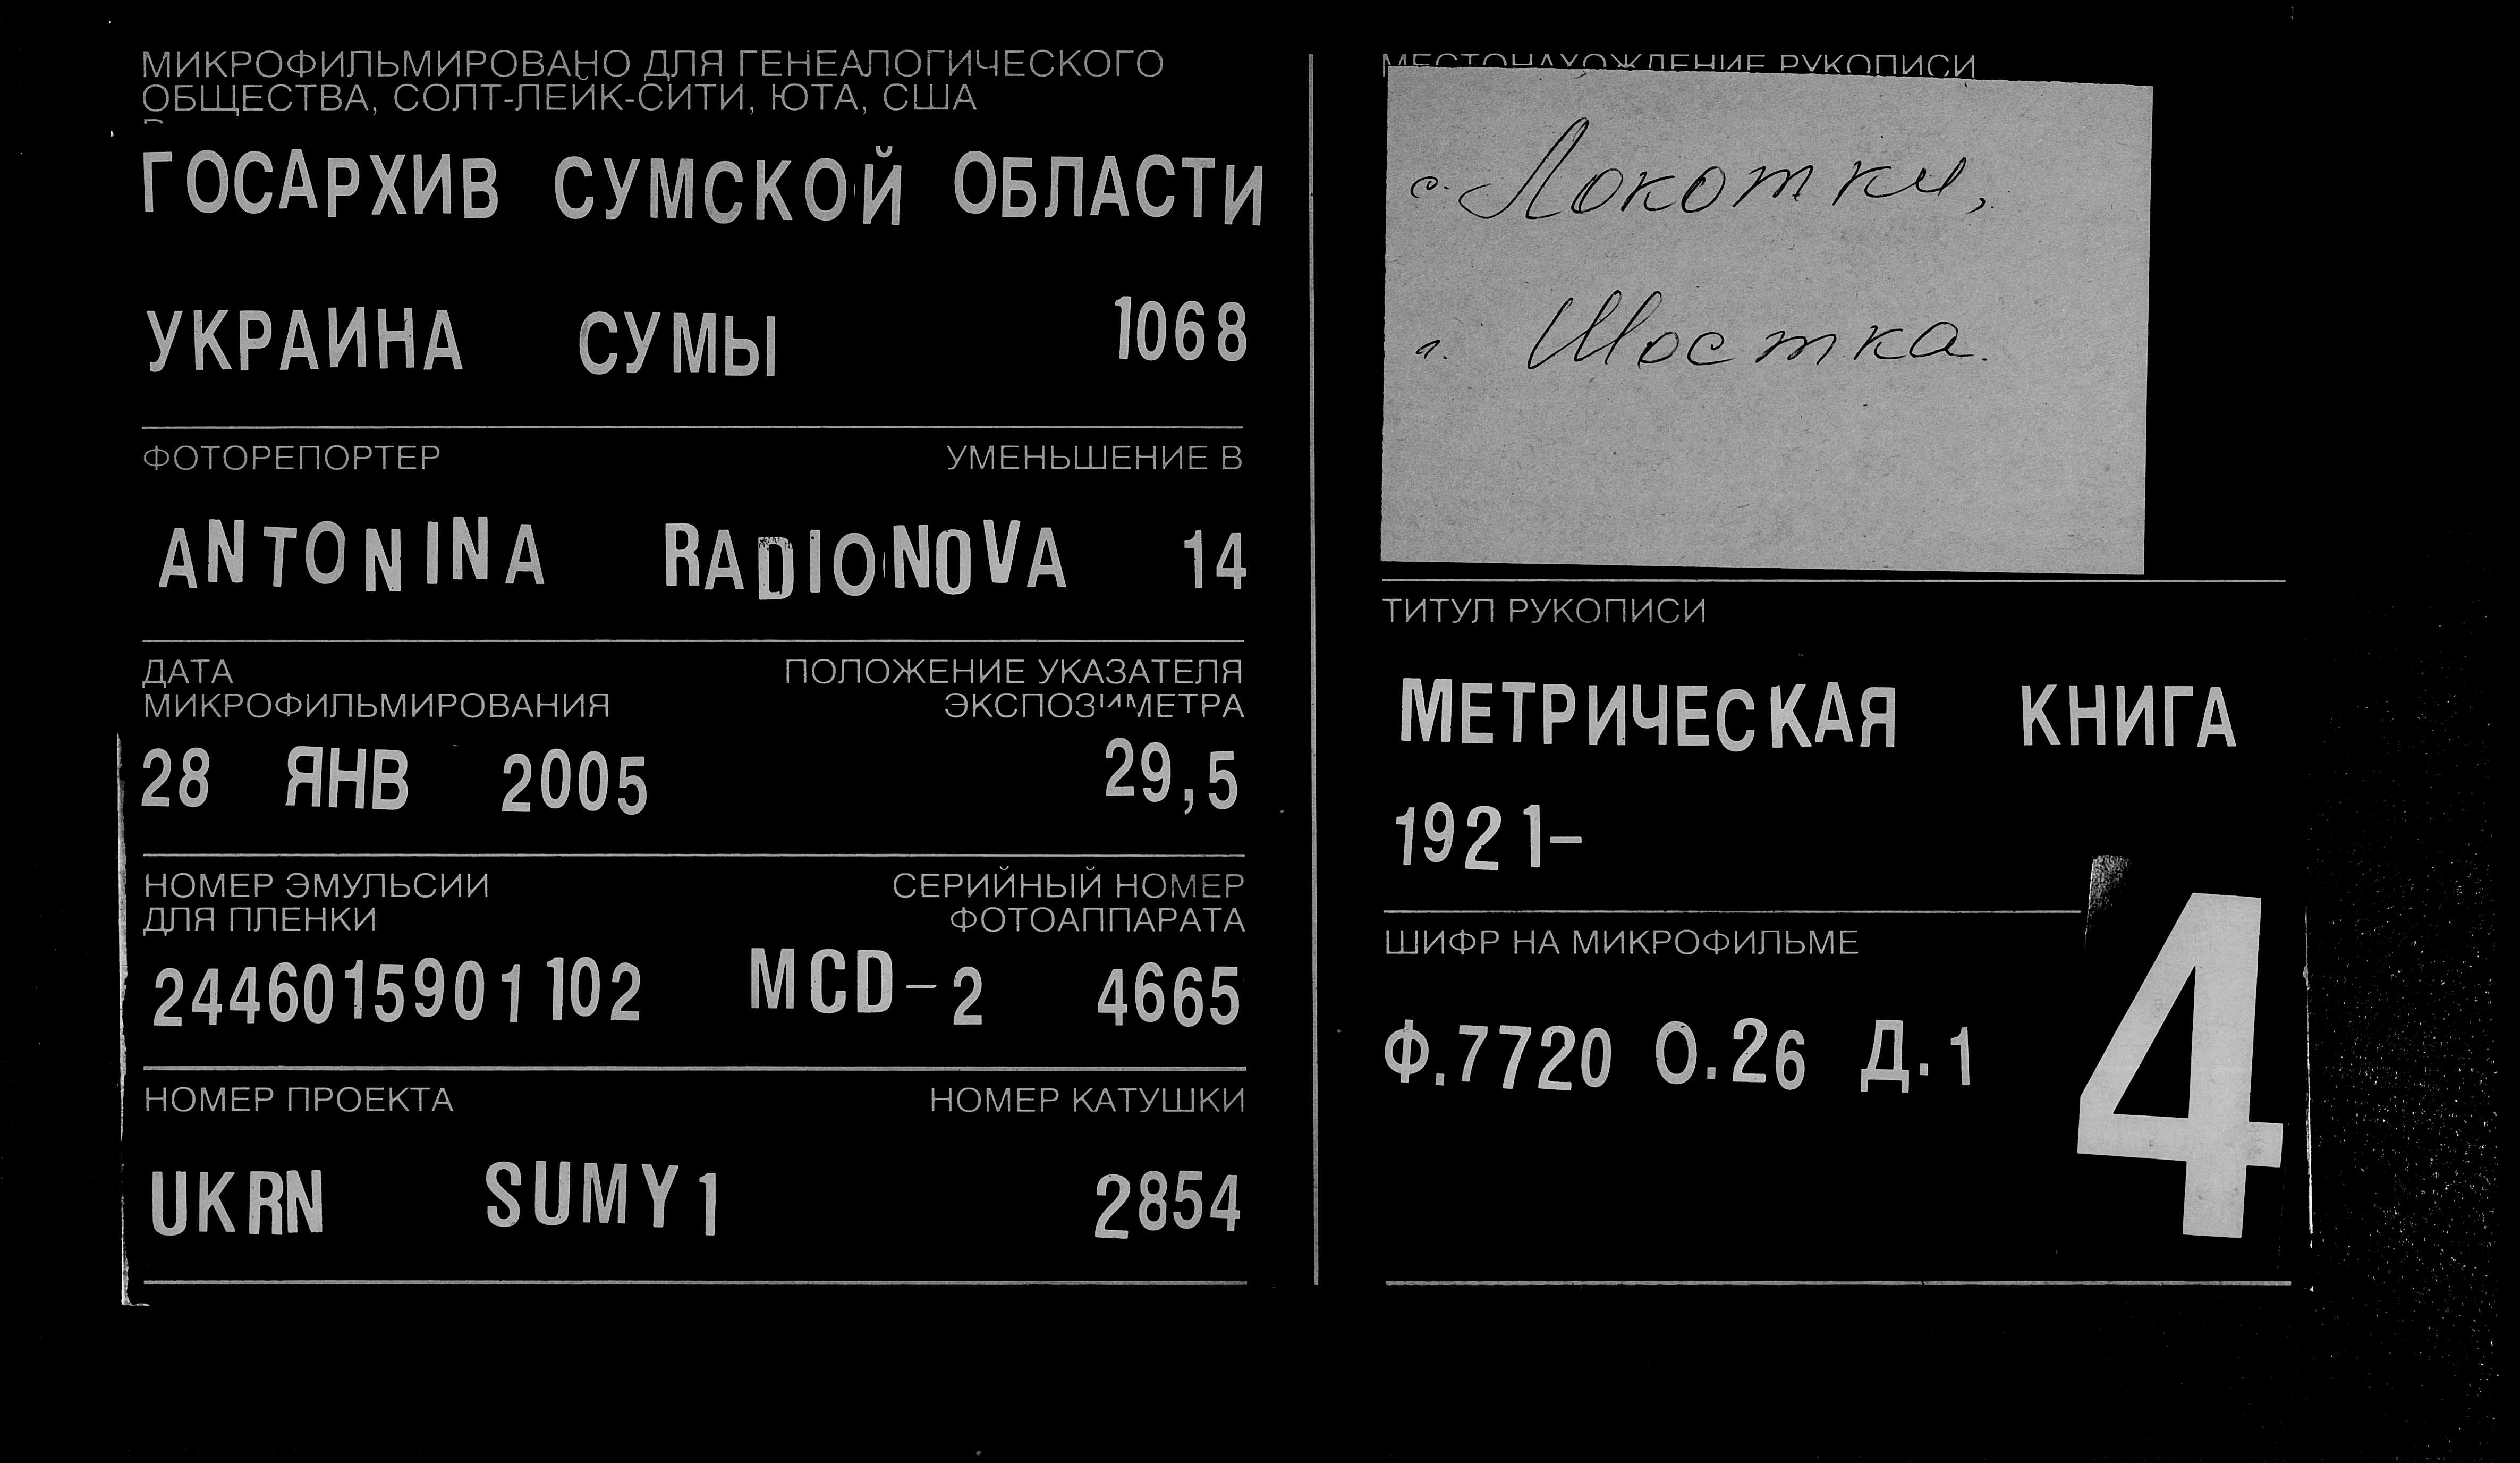 МИКРОФИЛЬМИРОВАНО ДЛЯ ГЕНЕАЛОГИЧЕСКОГО
ОБЩЕСТВА, СОЛТ-ЛЕЙК-СИТИ, ЮТА, США
ГОСАРХИВ СУМСКОЙ ОБЛАСТИ
УКРАИНА СУМЫ 1068
ФОТОРЕПОРТЕР УМЕНЬШЕНИЕ В
ANTONINA RADIONOVA 14
ДАТА ПОЛОЖЕНИЕ УКАЗАТЕЛЯ
МИКРОФИЛЬМИРОВАНИЯ ЭКСПОЗИМЕТРА
28 ЯНВ 2005 29,5
НОМЕР ЭМУЛЬСИИ СЕРИЙНЫЙ НОМЕР
ДЛЯ ПЛЕНКИ ФОТОАППАРАТА
2446015901102 MCD-2 4665
НОМЕР ПРОЕКТА НОМЕР КАТУШКИ
UKRN SUMY1 2854
МЕСТОНАХОЖДЕНИЕ РУКОПИСИ
с. Локотки,
г. Шостка.
ТИТУЛ РУКОПИСИ
МЕТРИЧЕСКАЯ КНИГА
1921-
ШИФР НА МИКРОФИЛЬМЕ
Ф.7720 О.26 Д.1
4